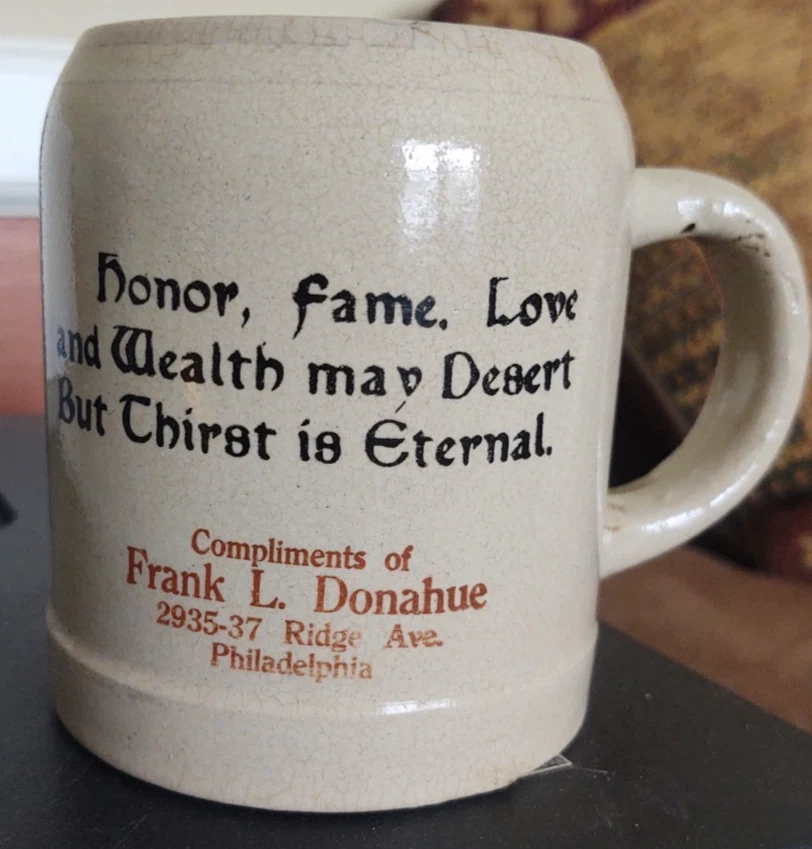 Honor, Fame. Love
and Wealth may Desert
But Thirst is Eternal.
Compliments of
Frank L. Donahue
2935-37 Ridge Ave.
Philadelphia